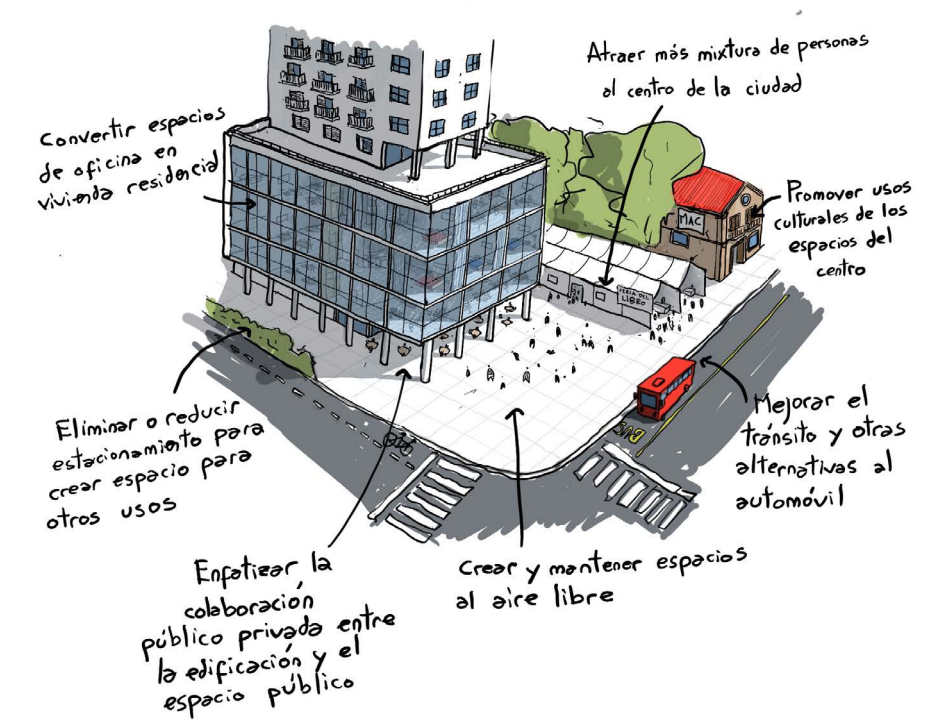 Atraer más mixtura de personas
al centro de la ciudad
Convertir espacios
de oficina en
vivienda residencial
Promover usos
culturales de los
espacios del
centro
MAC
FERIA DEL
LIBRO
BUS
Eliminar o reducir
estacionamiento para
crear espacio para
otros usos
Mejorar el
tránsito y otras
alternativas al
automóvil
Enfatizar la
colaboración
público privada entre
la edificación y el
espacio público
Crear y mantener espacios
al aire libre